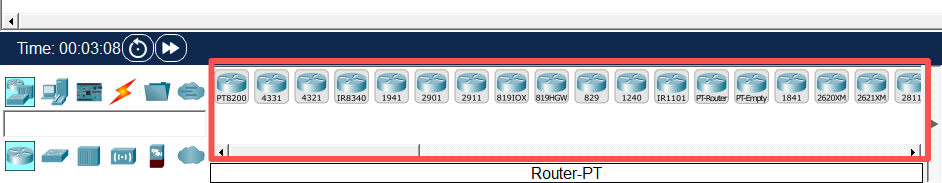 Time: 00:03:08
PT8200 4331 4321 IR8340 1941 2901 2911 819IOX 819HGW 829 1240 IR1101 PT-Router PT-Empty 1841 2620XM 2621XM 2811
Router-PT